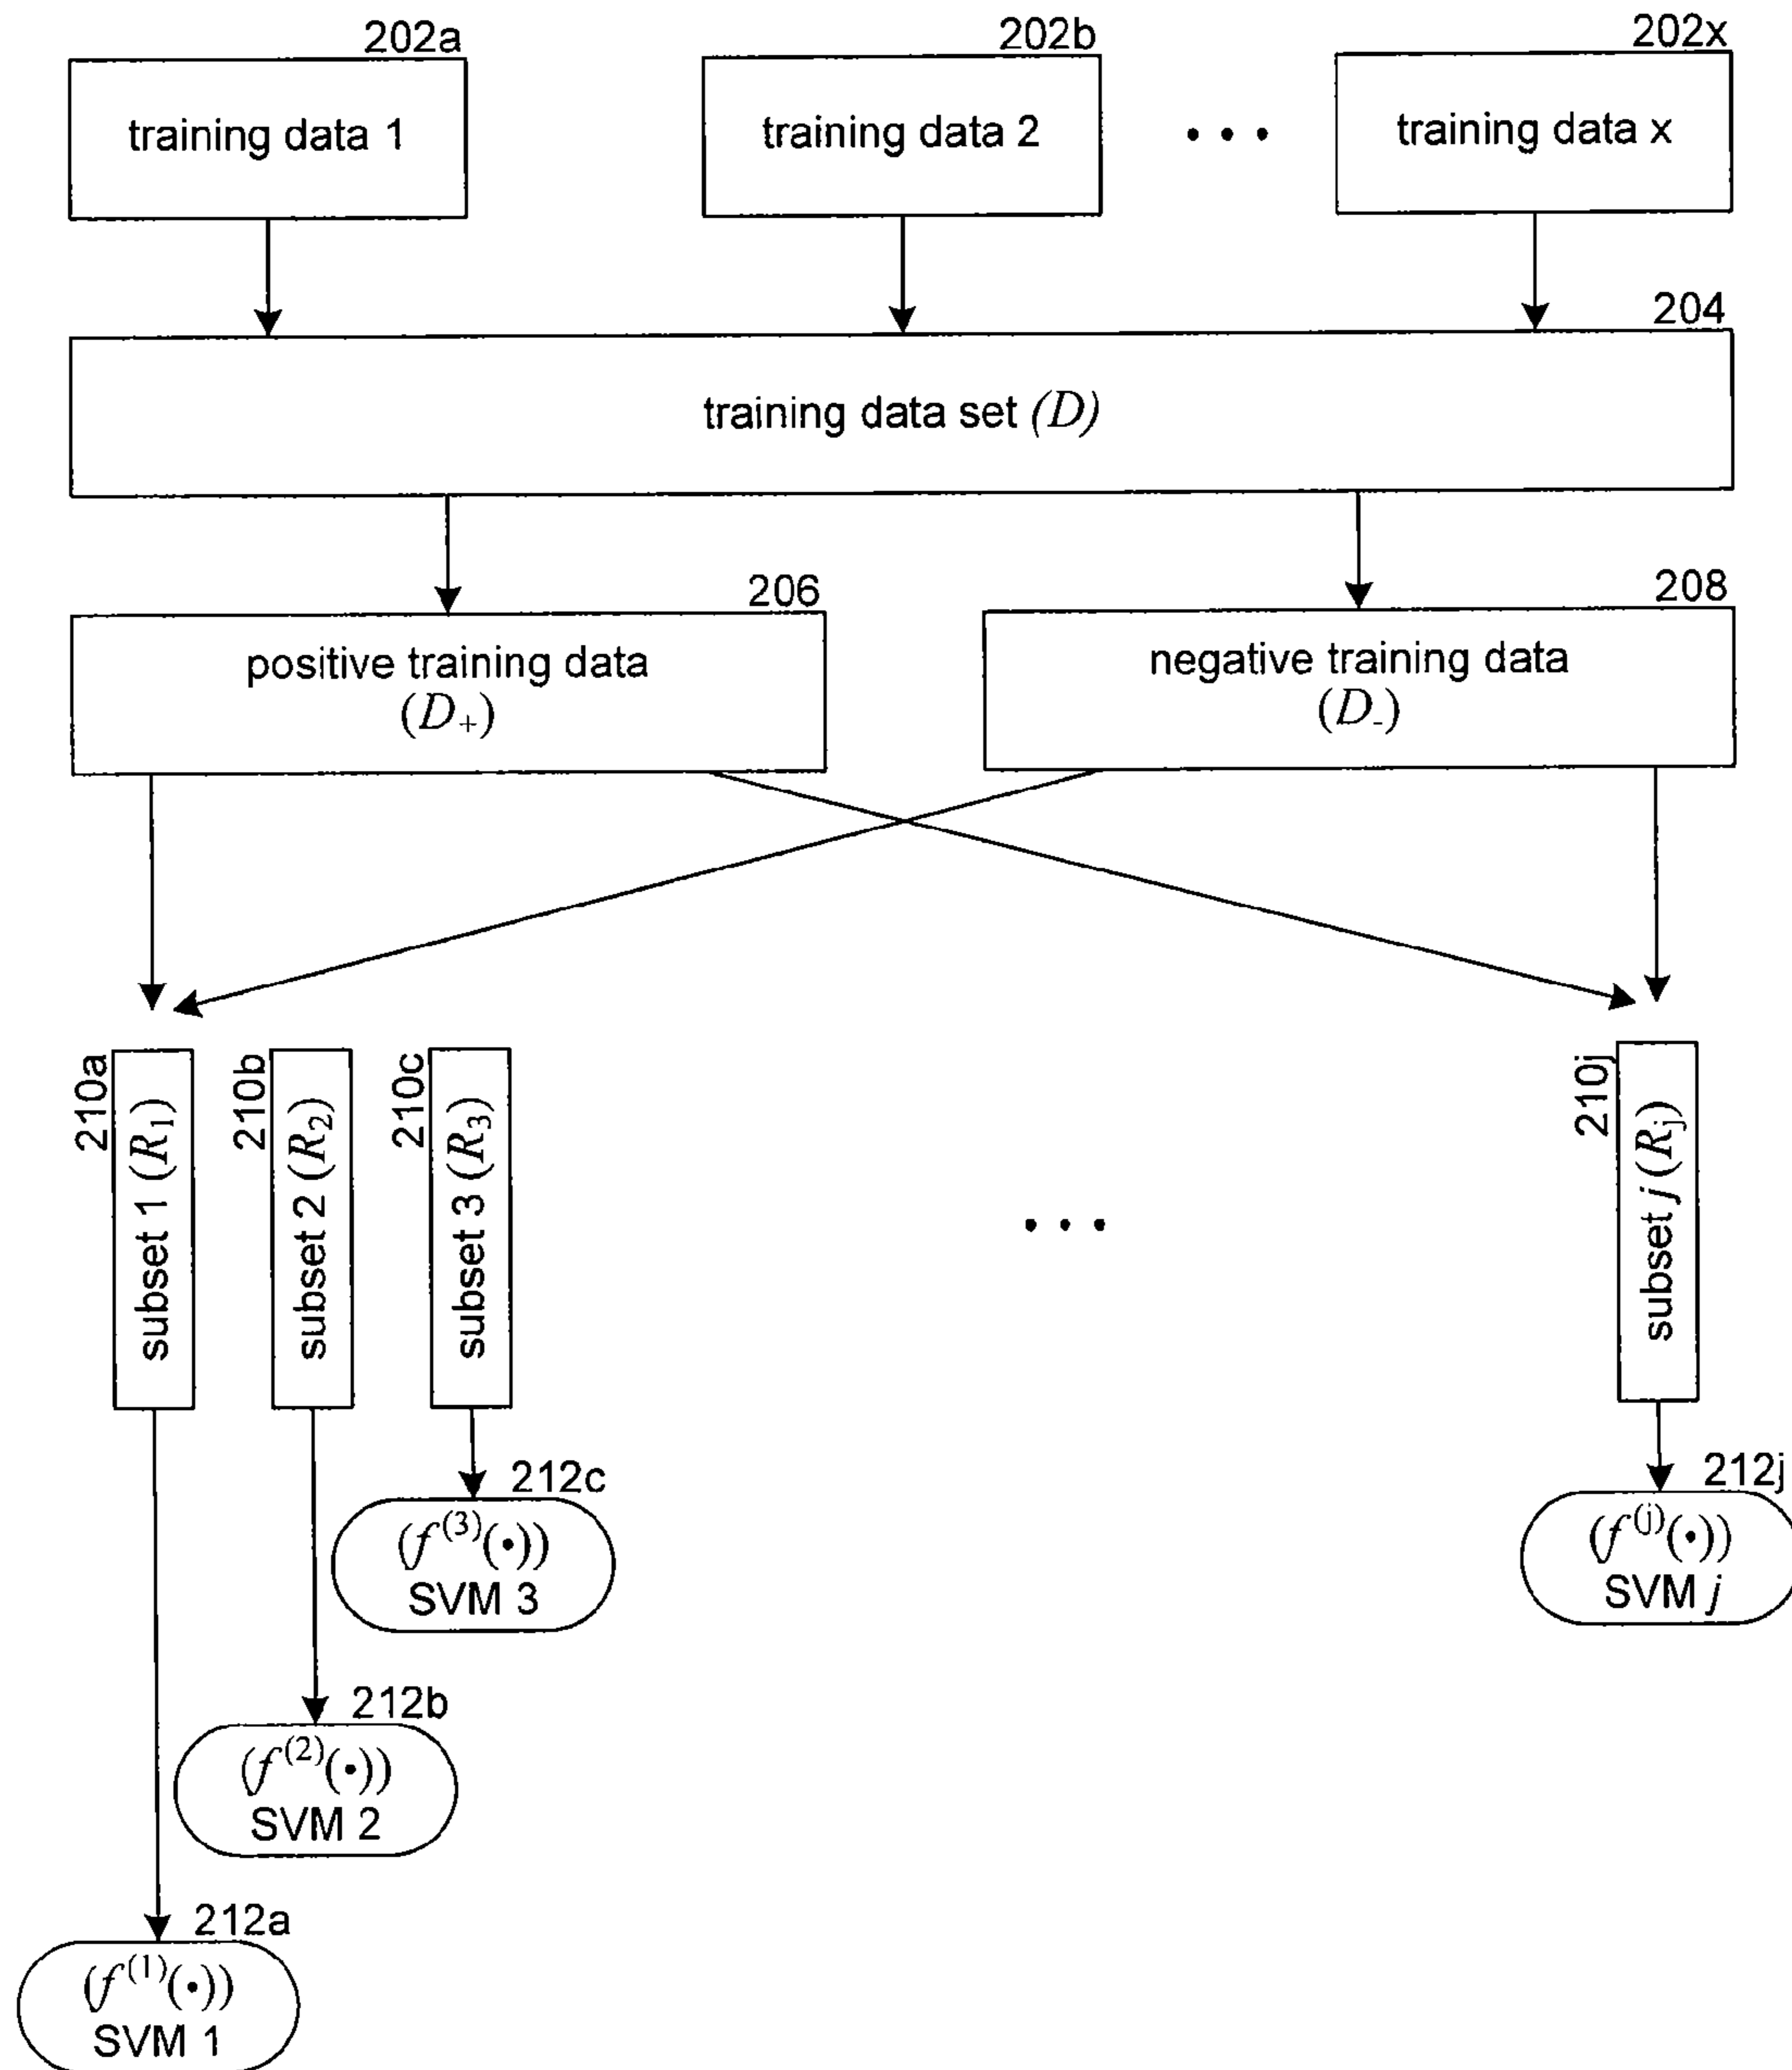 202a
202b
202x
training data 1
training data 2
• • •
training data x
204
training data set (D)
206
208
positive training data
(D₊)
negative training data
(D₋)
210a
subset 1 (R₁)
210b
subset 2 (R₂)
210c
subset 3 (R₃)
• • •
210j
subset j (Rⱼ)
212c
(f⁽³⁾(•))
SVM 3
212j
(f⁽ʲ⁾(•))
SVM j
212b
(f⁽²⁾(•))
SVM 2
212a
(f⁽¹⁾(•))
SVM 1